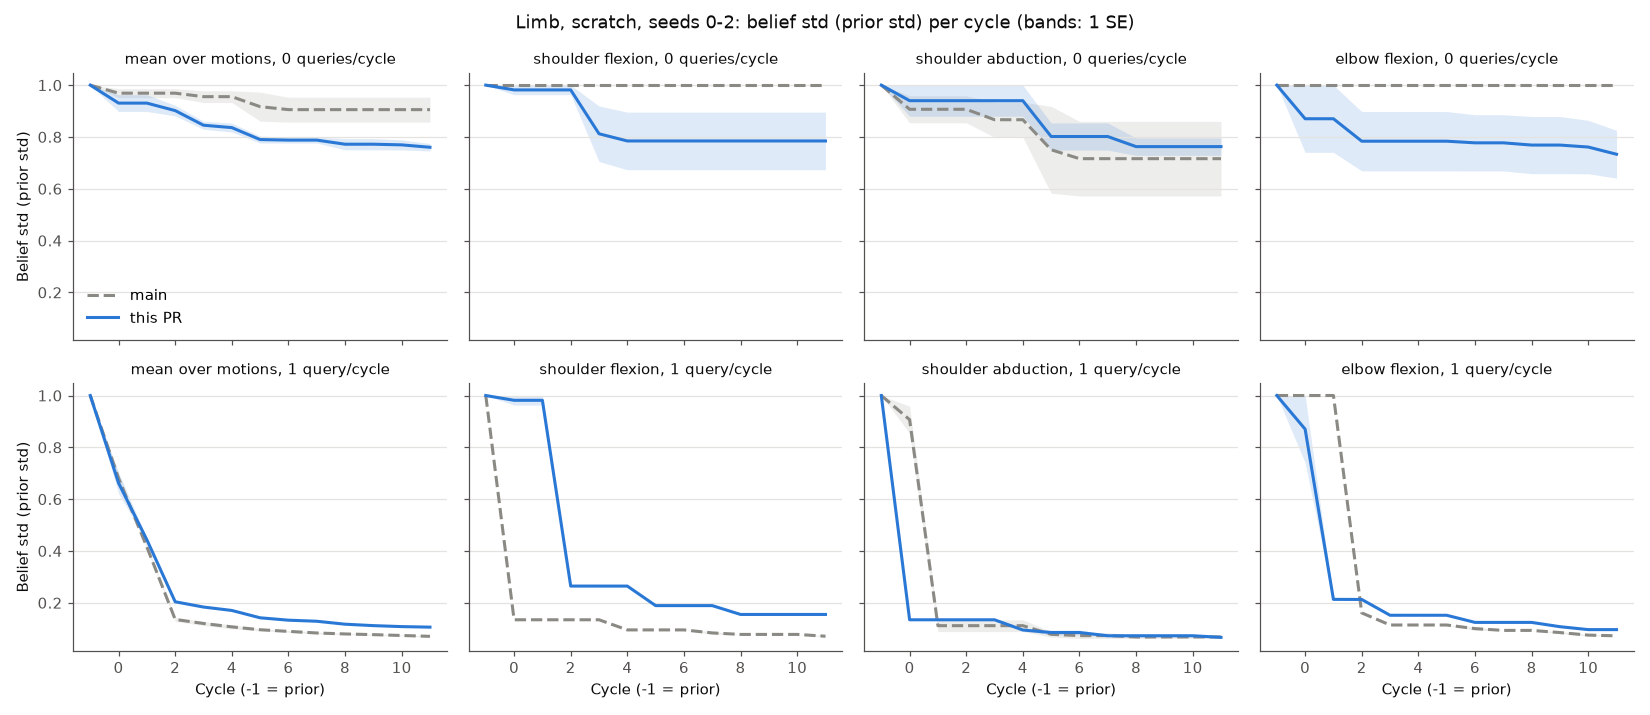 Limb, scratch, seeds 0-2: belief std (prior std) per cycle (bands: 1 SE)
mean over motions, 0 queries/cycle
shoulder flexion, 0 queries/cycle
shoulder abduction, 0 queries/cycle
elbow flexion, 0 queries/cycle
Belief std (prior std)
1.0
0.8
0.6
0.4
0.2
main
this PR
mean over motions, 1 query/cycle
shoulder flexion, 1 query/cycle
shoulder abduction, 1 query/cycle
elbow flexion, 1 query/cycle
Belief std (prior std)
1.0
0.8
0.6
0.4
0.2
0 2 4 6 8 10
0 2 4 6 8 10
0 2 4 6 8 10
0 2 4 6 8 10
Cycle (-1 = prior)
Cycle (-1 = prior)
Cycle (-1 = prior)
Cycle (-1 = prior)